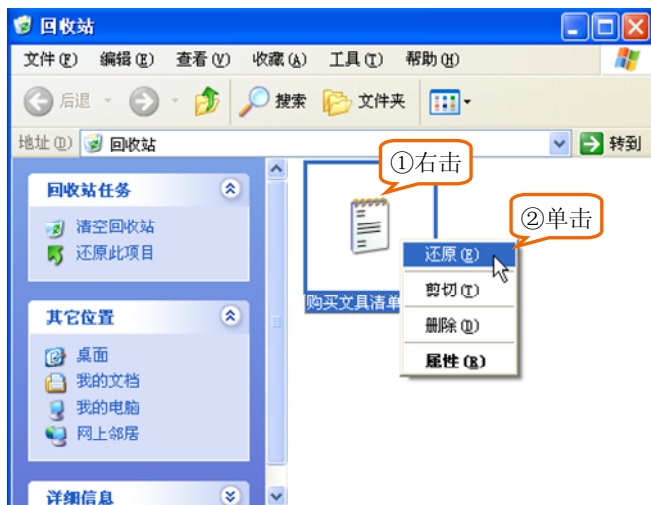 回收站
文件(F) 编辑(E) 查看(V) 收藏(A) 工具(T) 帮助(H)
后退 搜索 文件夹
地址(D) 回收站 转到
①右击
回收站任务
清空回收站
还原此项目
②单击
还原(E)
剪切(T)
删除(D)
属性(R)
购买文具清单
其它位置
桌面
我的文档
我的电脑
网上邻居
详细信息